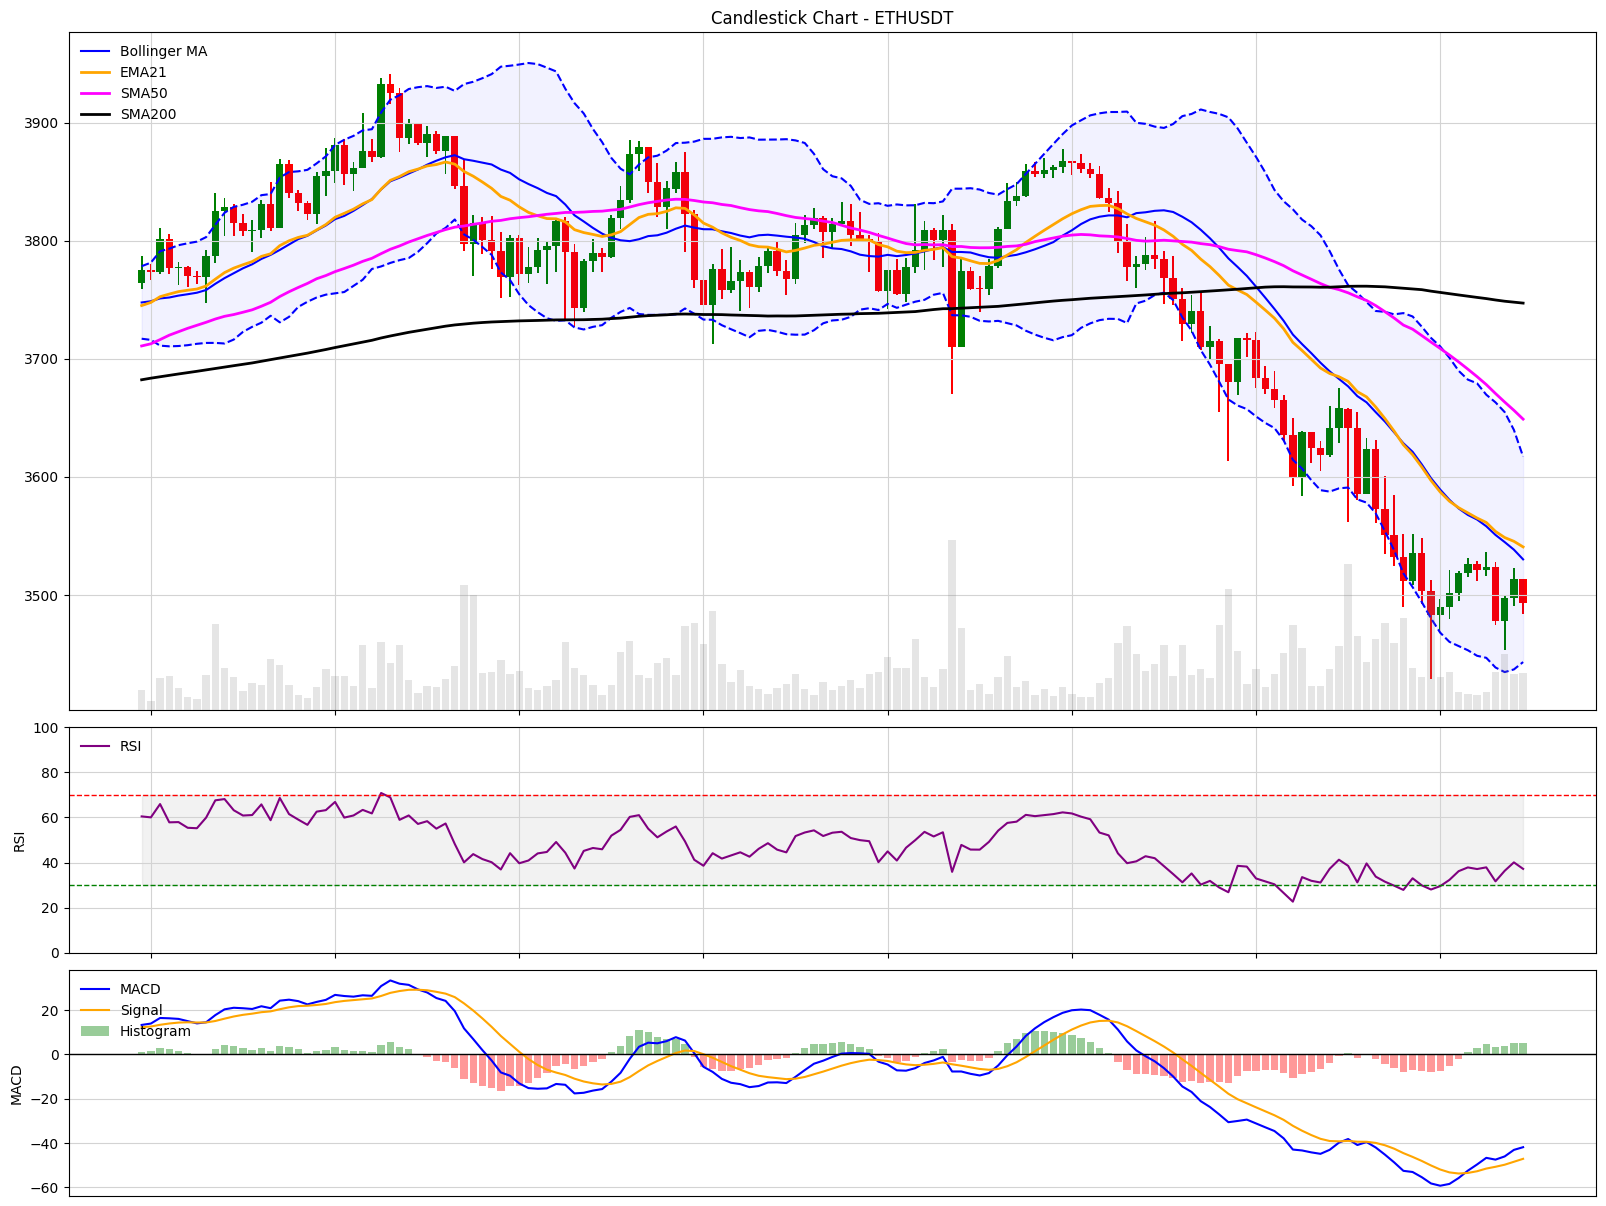 Candlestick Chart - ETHUSDT
Bollinger MA
EMA21
SMA50
SMA200
3900
3800
3700
3600
3500
RSI
100
80
60
40
20
0
RSI
MACD
Signal
Histogram
20
0
−20
−40
−60
MACD